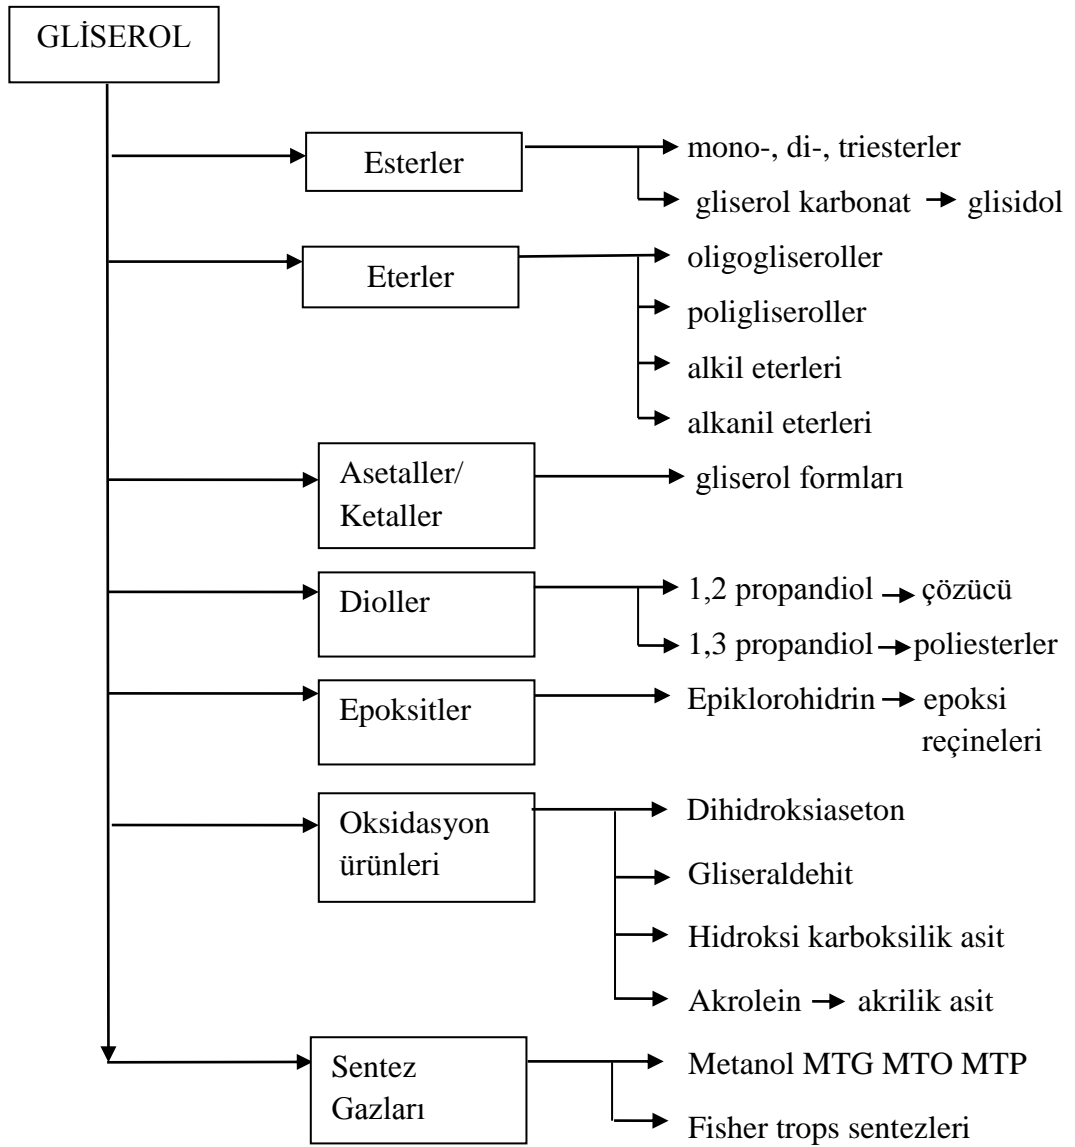 GLİSEROL
Esterler
mono-, di-, triesterler
gliserol karbonat → glisidol
Eterler
oligogliseroller
poligliseroller
alkil eterleri
alkanil eterleri
Asetaller/
Ketaller
gliserol formları
Dioller
1,2 propandiol → çözücü
1,3 propandiol → poliesterler
Epoksitler
Epiklorohidrin → epoksi
reçineleri
Oksidasyon
ürünleri
Dihidroksiaseton
Gliseraldehit
Hidroksi karboksilik asit
Akrolein → akrilik asit
Sentez
Gazları
Metanol MTG MTO MTP
Fisher trops sentezleri